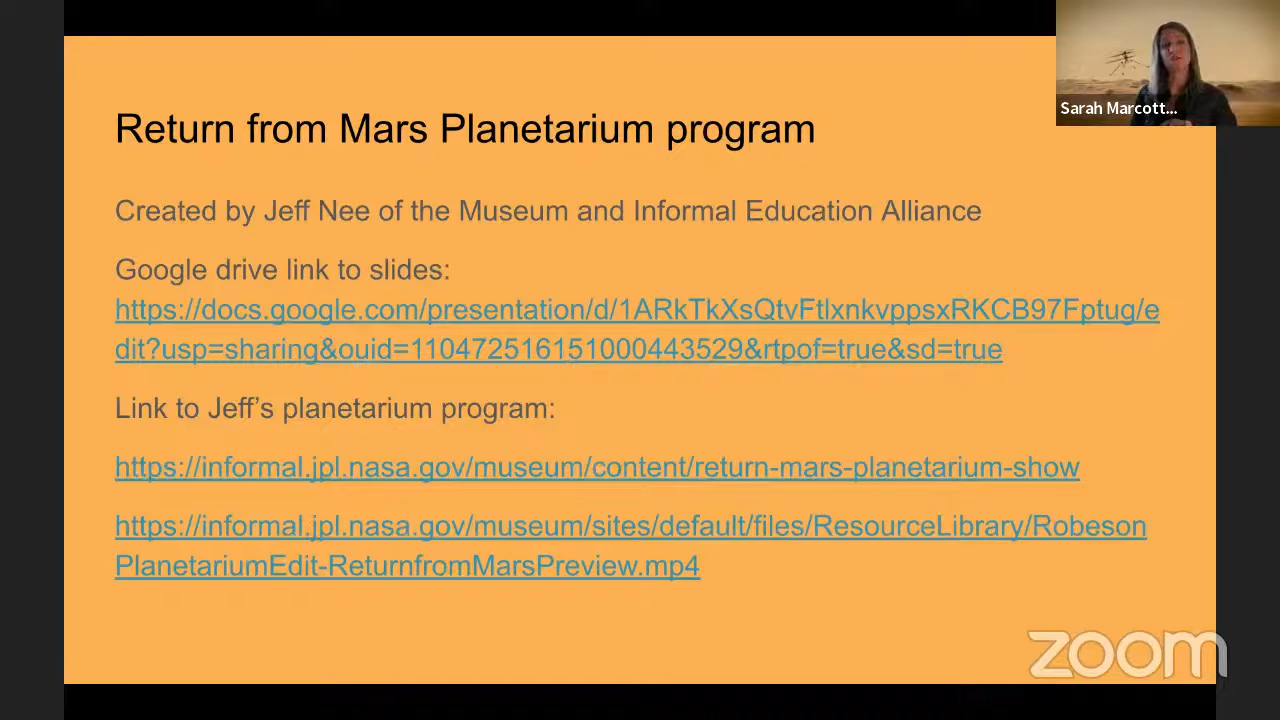 Return from Mars Planetarium program
Sarah Marcott...
Created by Jeff Nee of the Museum and Informal Education Alliance
Google drive link to slides:
https://docs.google.com/presentation/d/1ARkTkXsQtvFtlxnkvppsxRKCB97Fptug/e
dit?usp=sharing&ouid=110472516151000443529&rtpof=true&sd=true
Link to Jeff’s planetarium program:
https://informal.jpl.nasa.gov/museum/content/return-mars-planetarium-show
https://informal.jpl.nasa.gov/museum/sites/default/files/ResourceLibrary/Robeson
PlanetariumEdit-ReturnfromMarsPreview.mp4
zoom